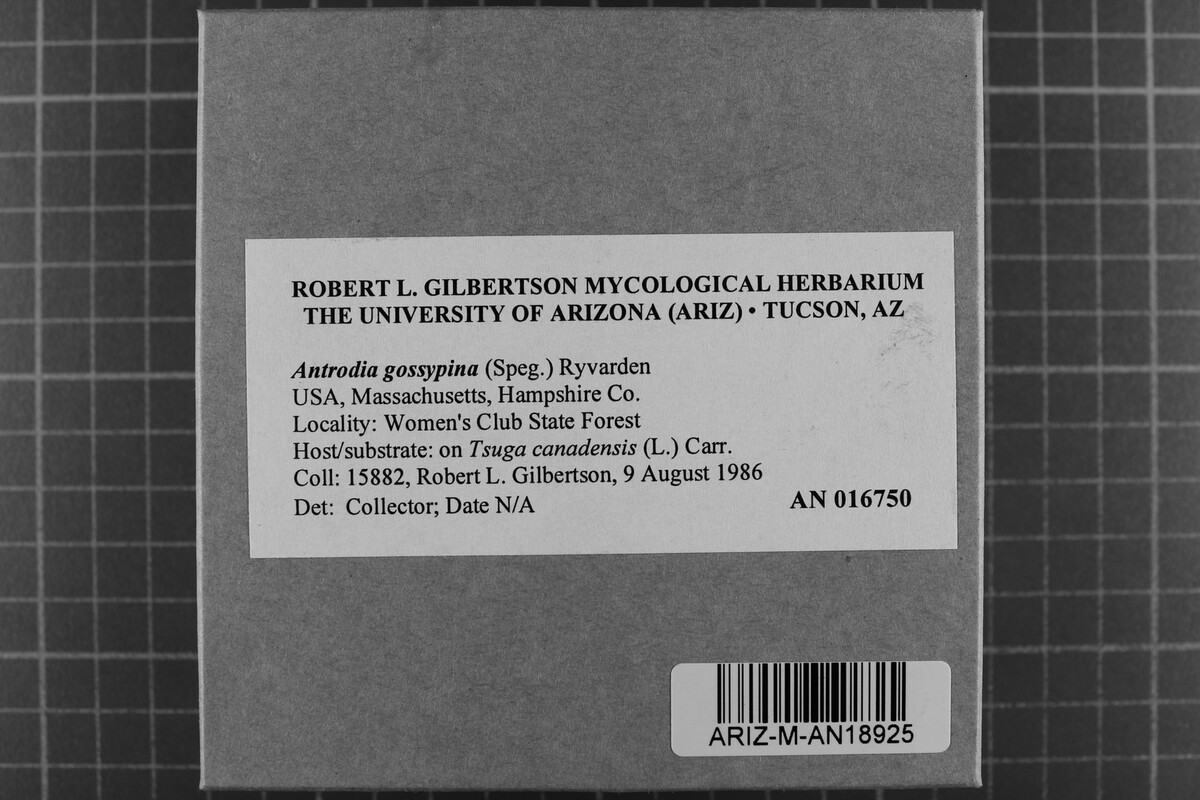 ROBERT L. GILBERTSON MYCOLOGICAL HERBARIUM
THE UNIVERSITY OF ARIZONA (ARIZ) • TUCSON, AZ
Antrodia gossypina (Speg.) Ryvarden
USA, Massachusetts, Hampshire Co.
Locality: Women's Club State Forest
Host/substrate: on Tsuga canadensis (L.) Carr.
Coll: 15882, Robert L. Gilbertson, 9 August 1986
Det: Collector; Date N/A
AN 016750
ARIZ-M-AN18925